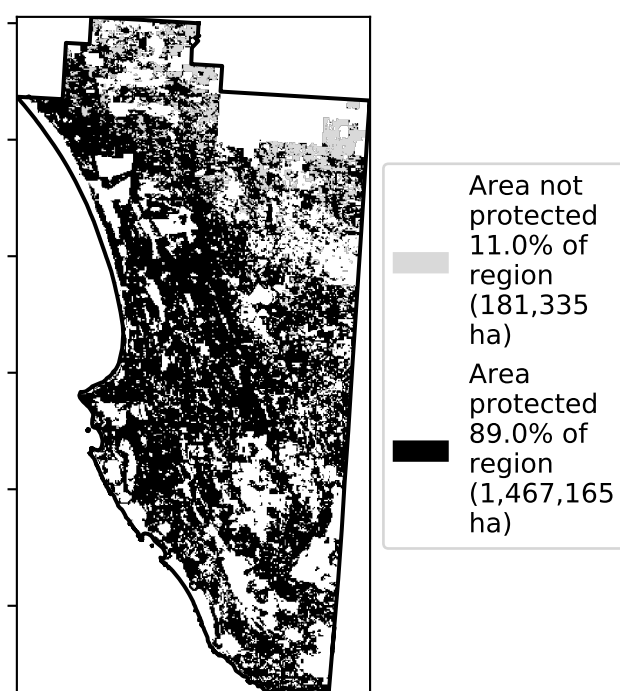 Area not
protected
11.0% of
region
(181,335
ha)
Area
protected
89.0% of
region
(1,467,165
ha)